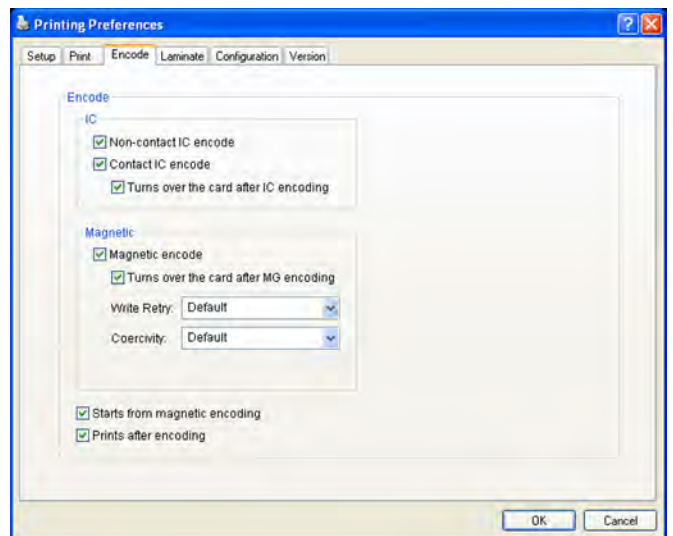 Printing Preferences
Setup Print Encode Laminate Configuration Version
Encode
IC
Non-contact IC encode
Contact IC encode
Turns over the card after IC encoding
Magnetic
Magnetic encode
Turns over the card after MG encoding
Write Retry: Default
Coercivity: Default
Starts from magnetic encoding
Prints after encoding
OK Cancel